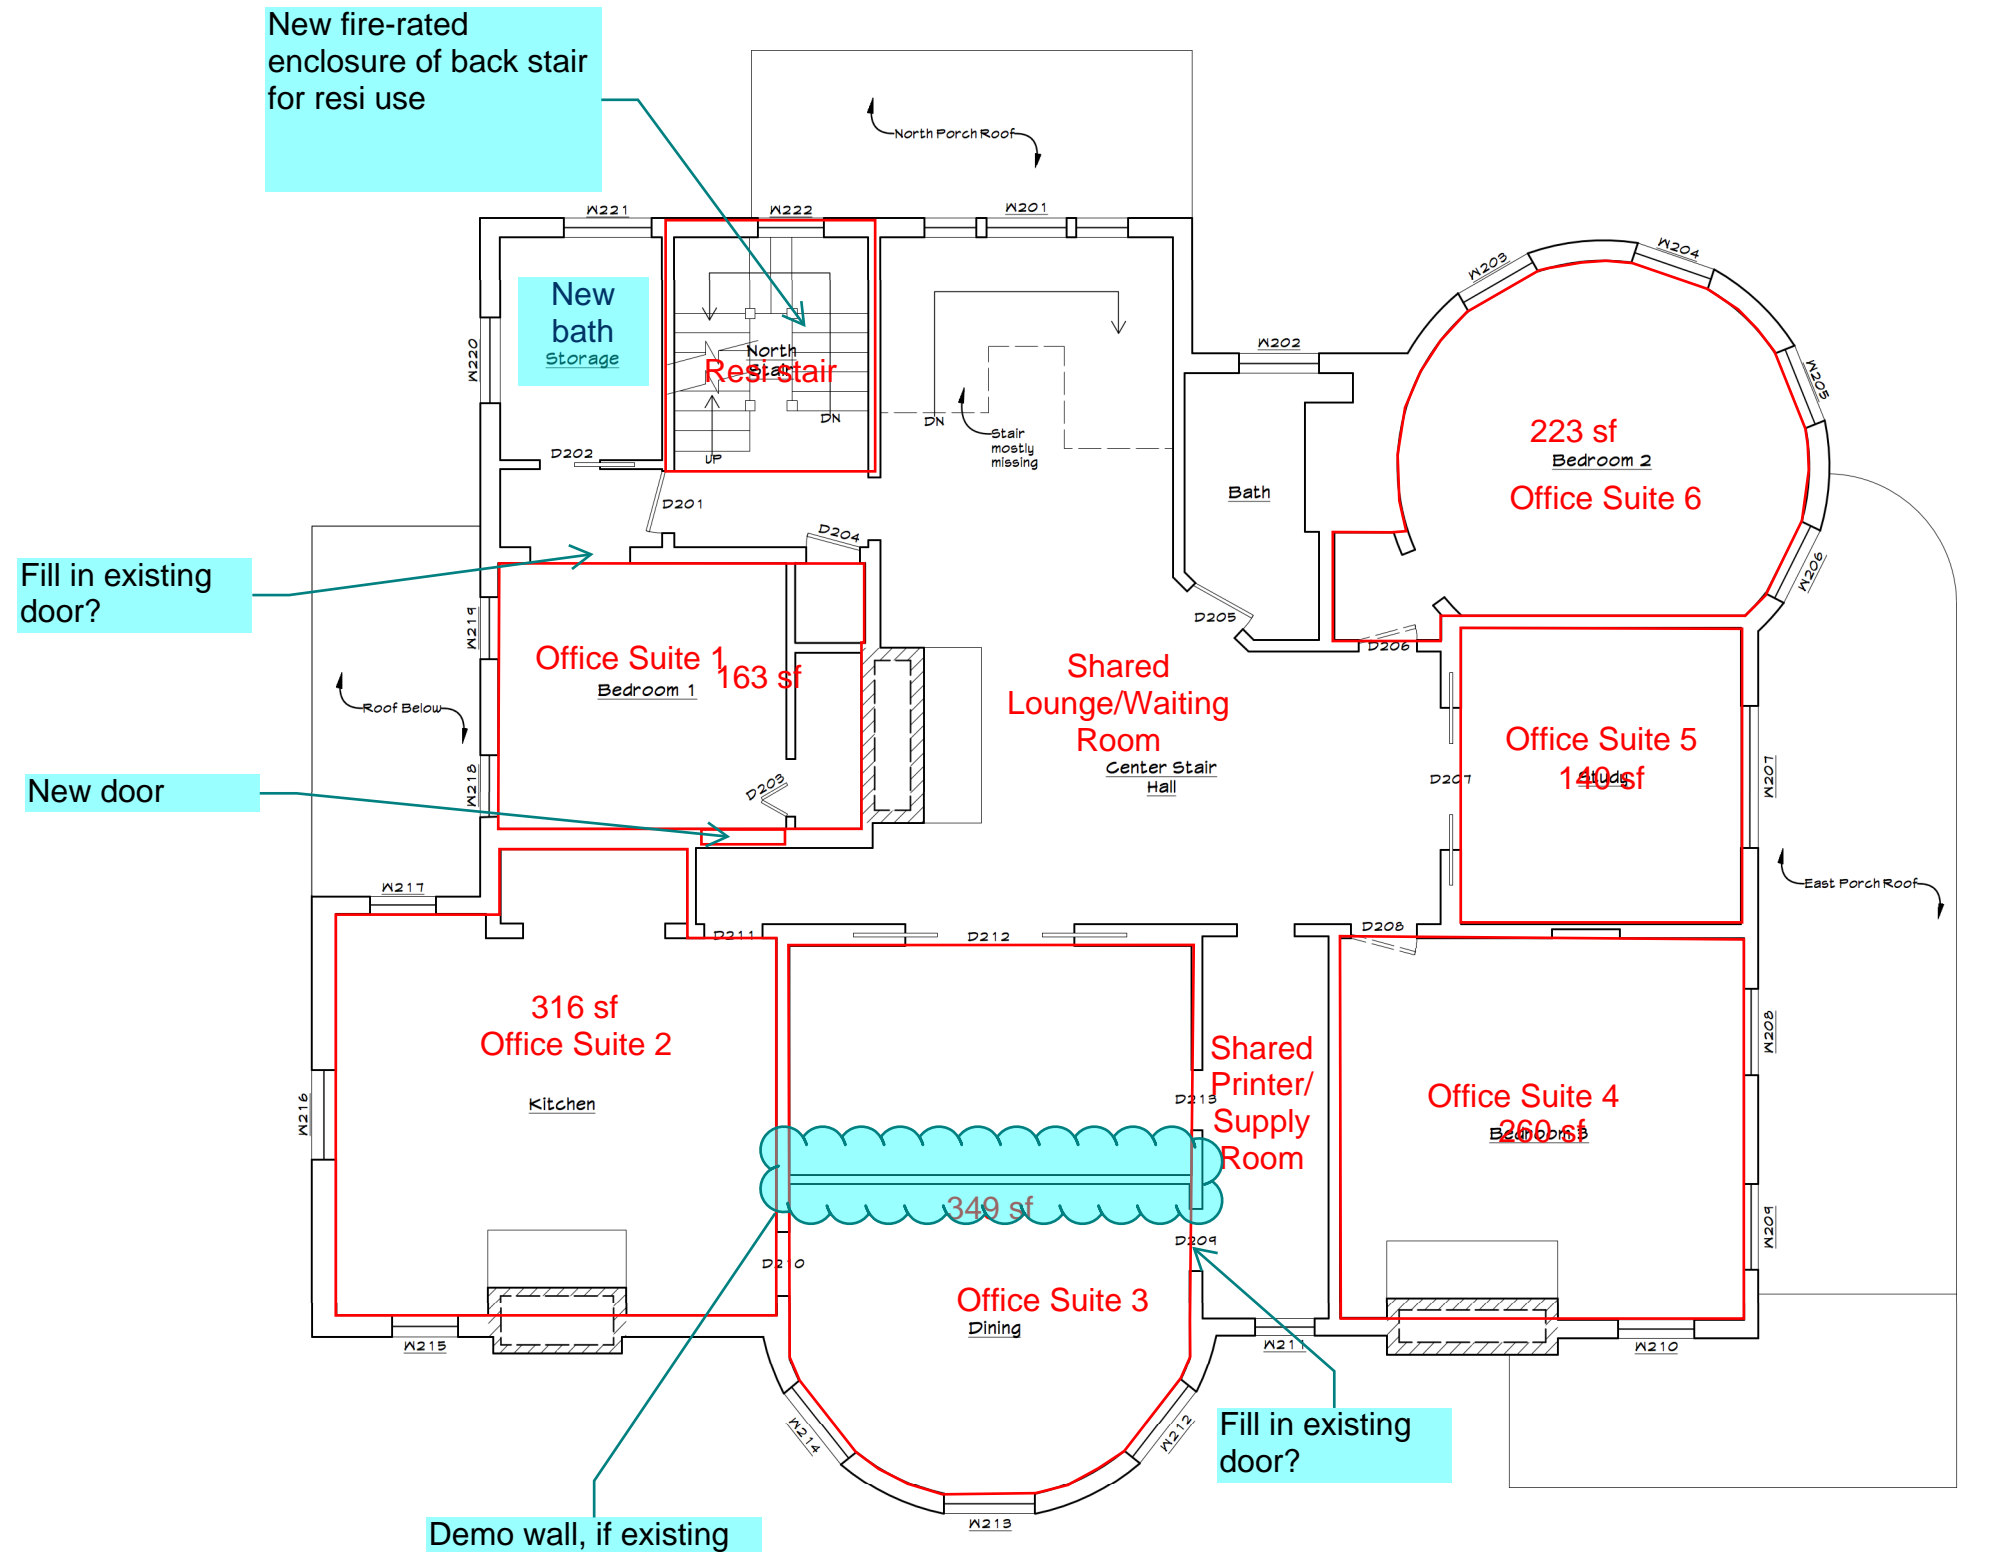 New fire-rated
enclosure of back stair
for resi use
North Porch Roof
W221
W222
W201
W203
W204
W202
W205
W220
New
bath
Storage
North
Stair
Resi stair
DN
DN
UP
Stair
mostly
missing
D202
D201
D204
Bath
223 sf
Bedroom 2
Office Suite 6
W206
Fill in existing
door?
W219
D205
D206
Office Suite 1
163 sf
Bedroom 1
Shared
Lounge/Waiting
Room
Center Stair
Hall
Roof Below
Office Suite 5
140 sf
Study
D207
W207
New door
W218
D203
W217
East Porch Roof
D211
D212
D208
316 sf
Office Suite 2
Kitchen
W216
Shared
Printer/
Supply
Room
D213
W208
Office Suite 4
260 sf
Bedroom 3
349 sf
D209
W209
D210
Office Suite 3
Dining
W215
W211
W210
W214
W212
Fill in existing
door?
W213
Demo wall, if existing